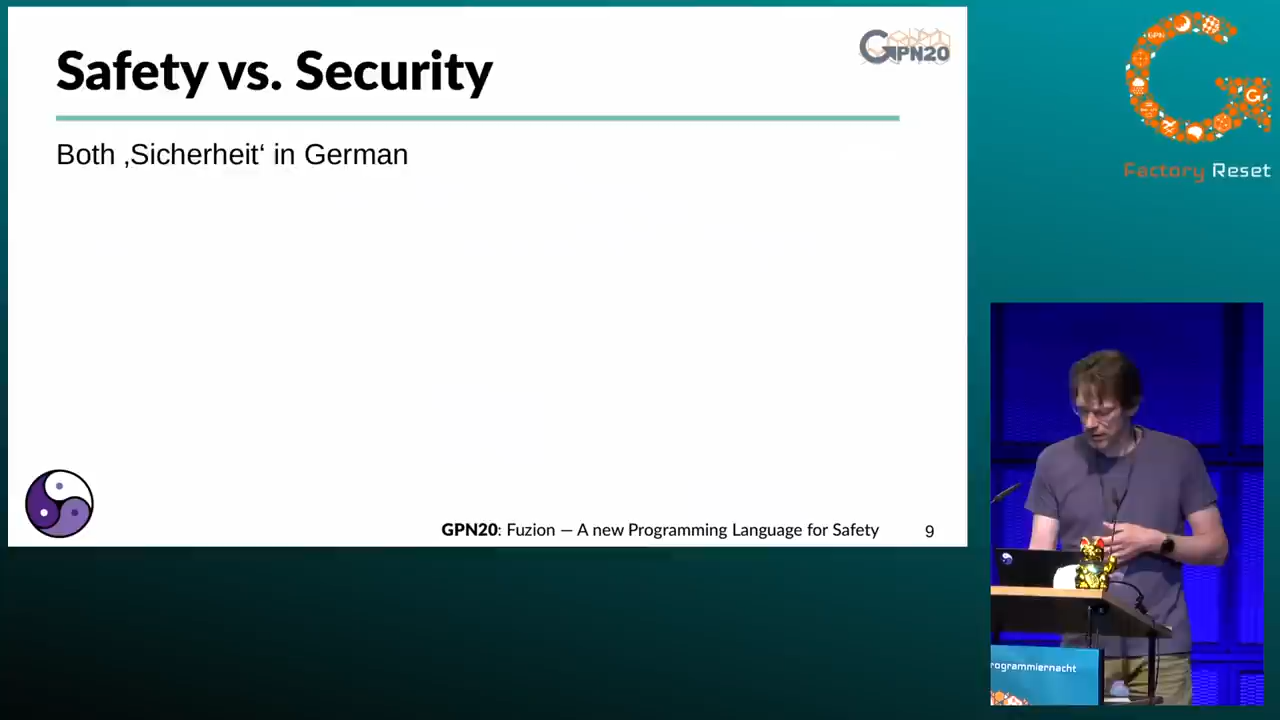 Safety vs. Security
GPN20
Both ‚Sicherheit‘ in German
GPN20: Fuzion — A new Programming Language for Safety
9
GPN
G
Factory Reset
rogrammiernacht